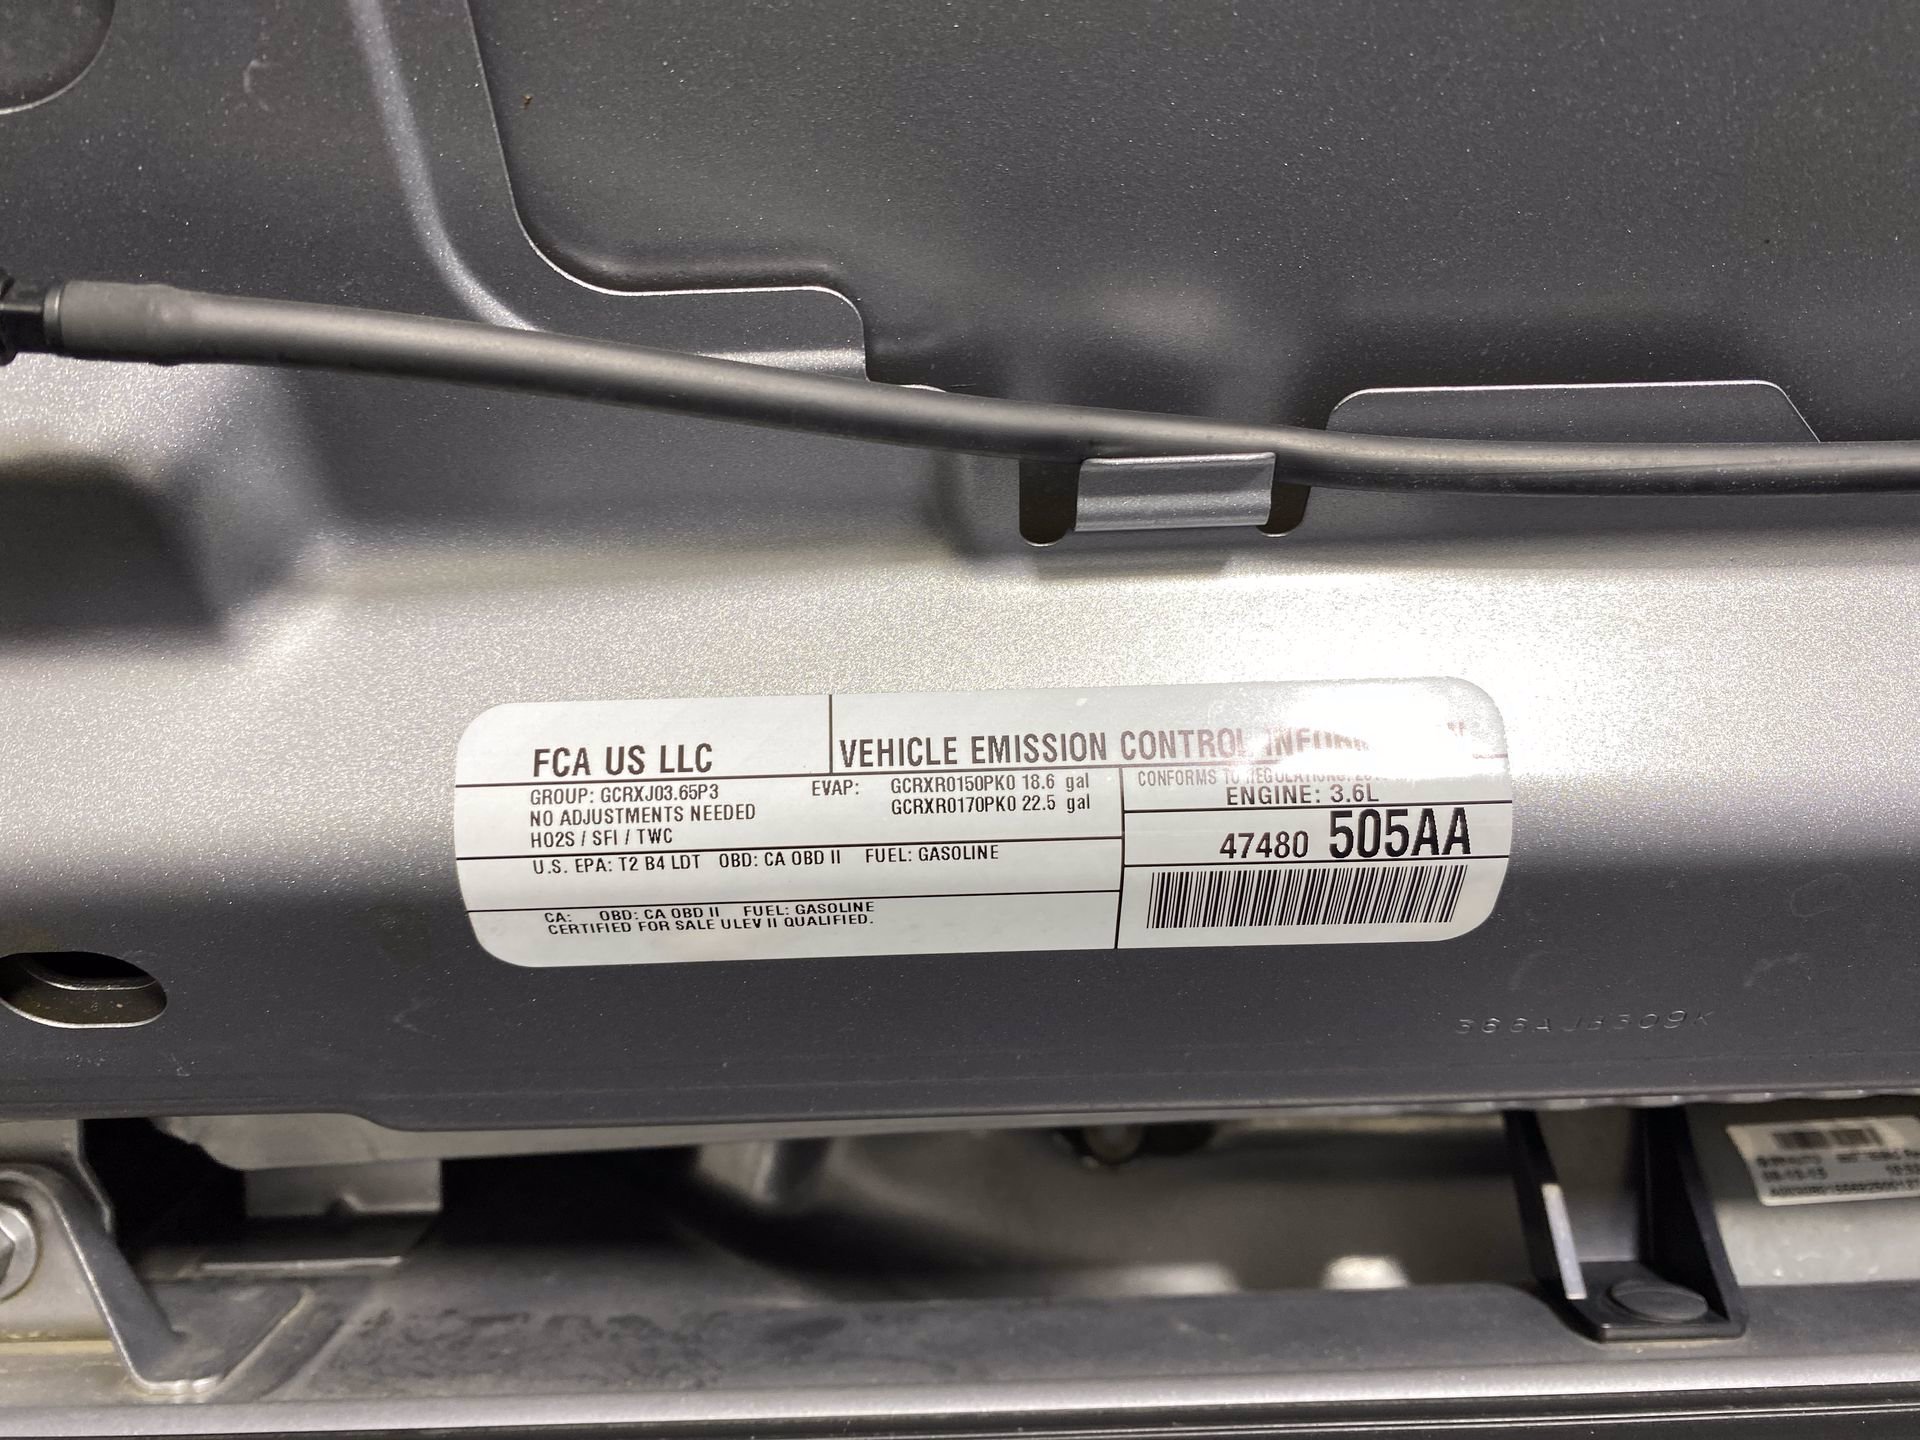 FCA US LLC
VEHICLE EMISSION CONTROL
GROUP: GCRXJ03.65P3
NO ADJUSTMENTS NEEDED
HO2S / SFI / TWC
EVAP: GCRXR0150PK0 18.6 gal
GCRXR0170PK0 22.5 gal
CONFORMS TO REGULATIONS:
ENGINE: 3.6L
47480 505AA
U.S. EPA: T2 B4 LDT OBD: CA OBD II FUEL: GASOLINE
CA: OBD: CA OBD II FUEL: GASOLINE
CERTIFIED FOR SALE ULEV II QUALIFIED.